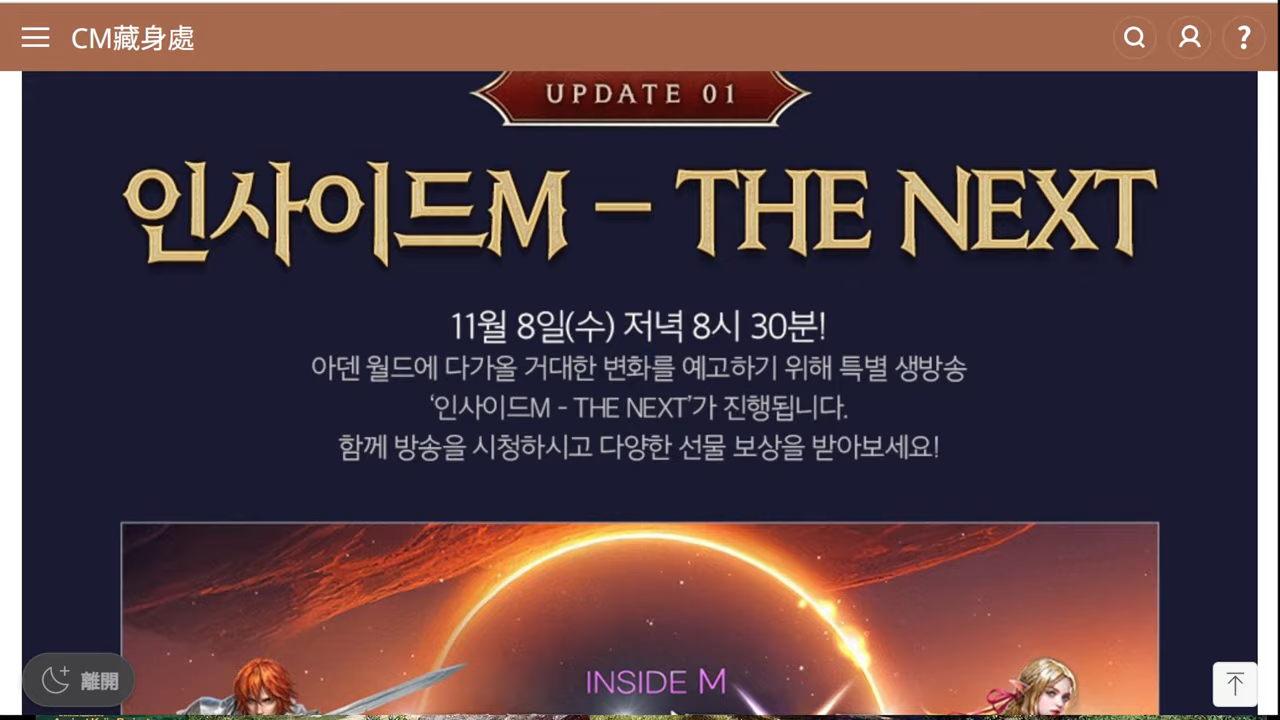 CM藏身處
?
UPDATE 01
인사이드M – THE NEXT
11월 8일(수) 저녁 8시 30분!
아덴 월드에 다가올 거대한 변화를 예고하기 위해 특별 생방송
‘인사이드M - THE NEXT’가 진행됩니다.
함께 방송을 시청하시고 다양한 선물 보상을 받아보세요!
INSIDE M
離開